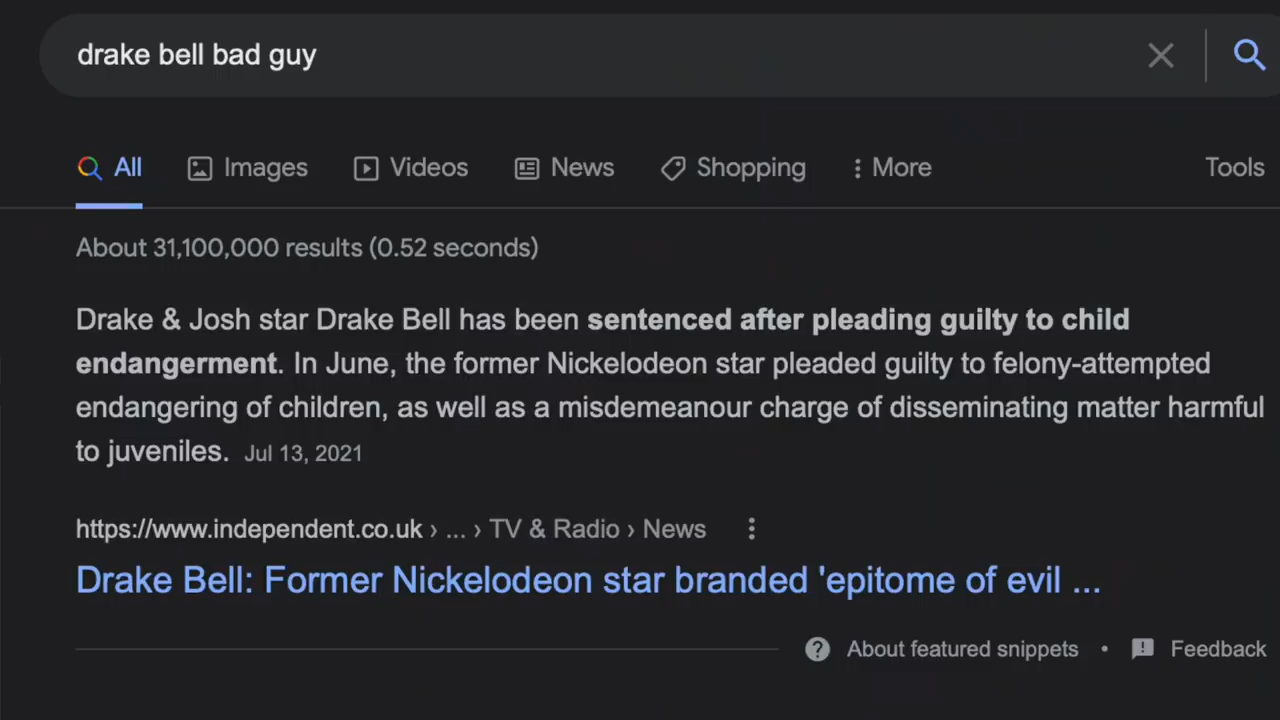 drake bell bad guy
All Images Videos News Shopping More Tools
About 31,100,000 results (0.52 seconds)
Drake & Josh star Drake Bell has been sentenced after pleading guilty to child
endangerment. In June, the former Nickelodeon star pleaded guilty to felony-attempted
endangering of children, as well as a misdemeanour charge of disseminating matter harmful
to juveniles. Jul 13, 2021
https://www.independent.co.uk › ... › TV & Radio › News
Drake Bell: Former Nickelodeon star branded 'epitome of evil ...
About featured snippets • Feedback